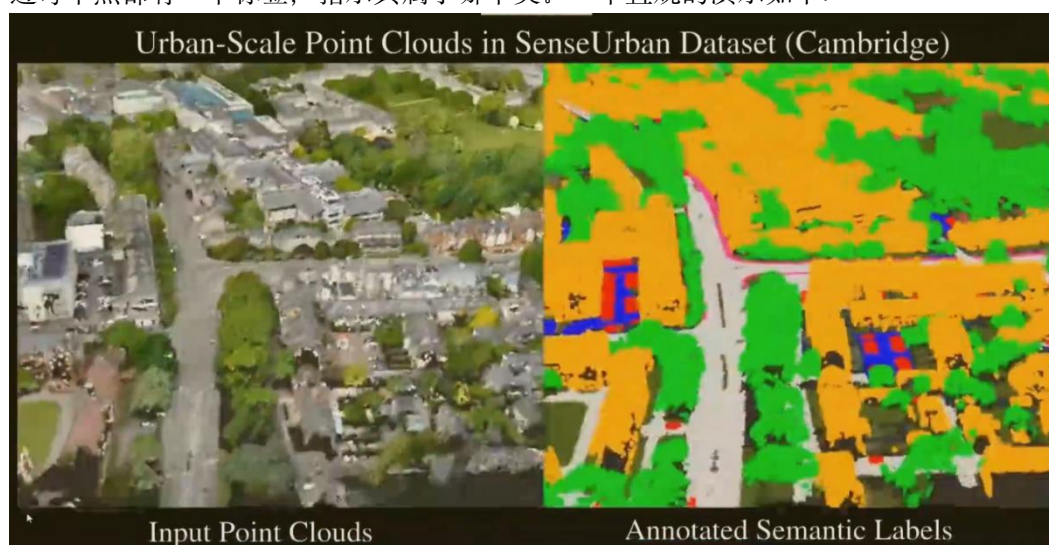 Urban-Scale Point Clouds in SenseUrban Dataset (Cambridge)
Input Point Clouds
Annotated Semantic Labels